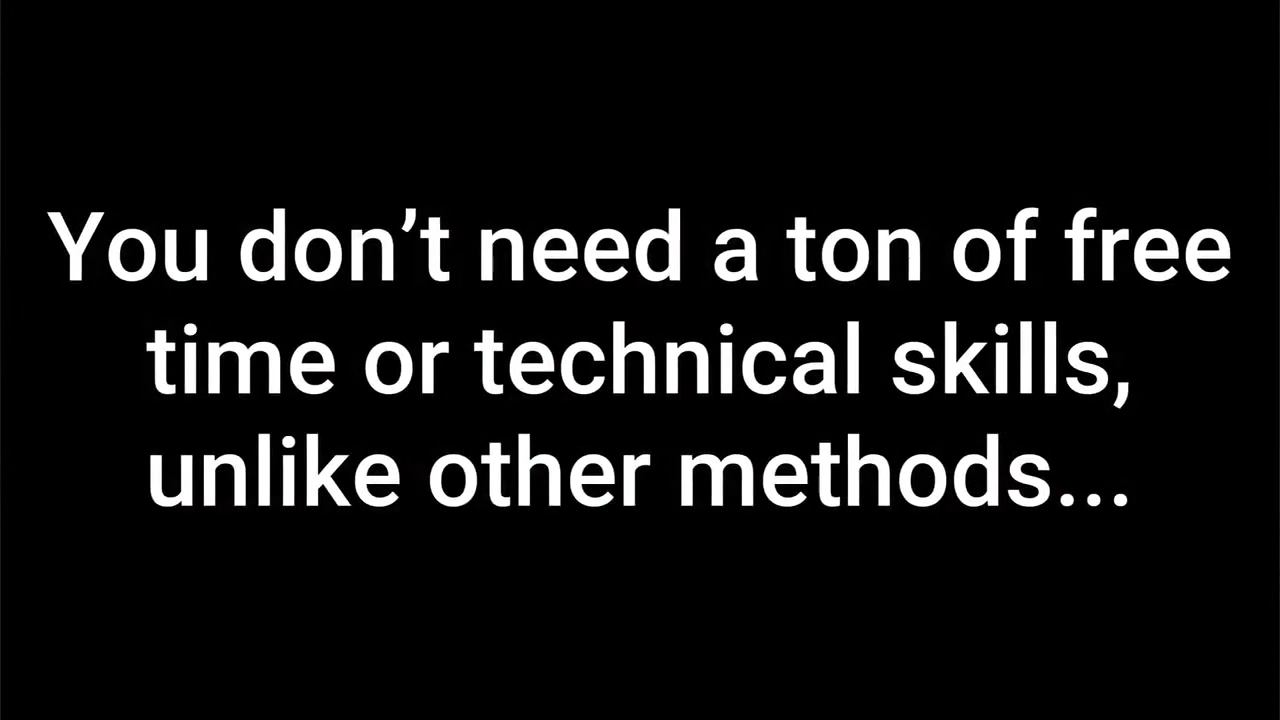 You don’t need a ton of free
time or technical skills,
unlike other methods...